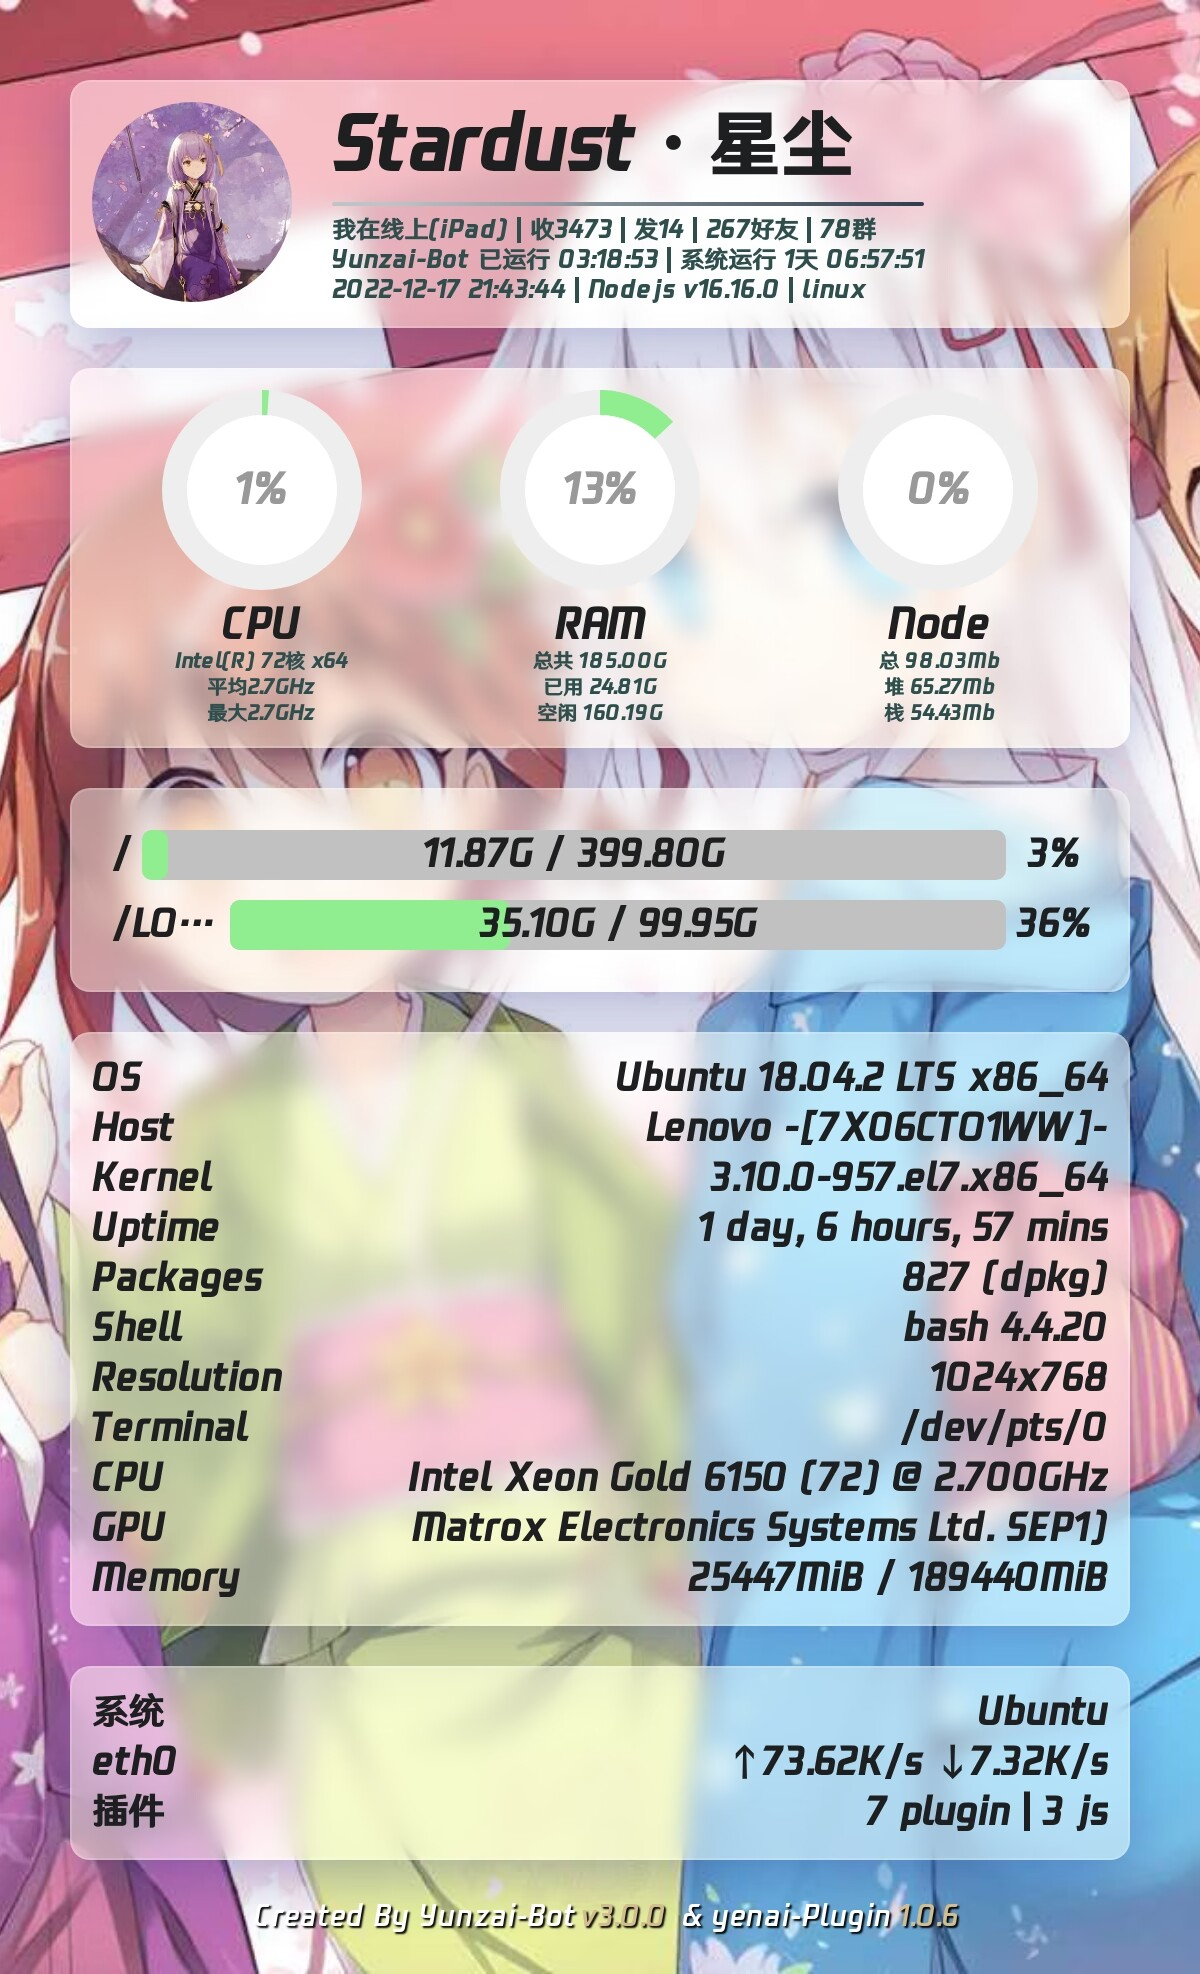 Stardust · 星尘
我在线上(iPad) | 收3473 | 发14 | 267好友 | 78群
Yunzai-Bot 已运行 03:18:53 | 系统运行 1天 06:57:51
2022-12-17 21:43:44 | Nodejs v16.16.0 | linux
1% 13% 0%
CPU RAM Node
Intel(R) 72核 x64 总共 185.00G 总 98.03Mb
平均2.7GHz 已用 24.81G 堆 65.27Mb
最大2.7GHz 空闲 160.19G 栈 54.43Mb
/ 11.87G / 399.80G 3%
/LO… 35.10G / 99.95G 36%
OS Ubuntu 18.04.2 LTS x86_64
Host Lenovo -[7X06CTO1WW]-
Kernel 3.10.0-957.el7.x86_64
Uptime 1 day, 6 hours, 57 mins
Packages 827 (dpkg)
Shell bash 4.4.20
Resolution 1024x768
Terminal /dev/pts/0
CPU Intel Xeon Gold 6150 (72) @ 2.700GHz
GPU Matrox Electronics Systems Ltd. SEP1)
Memory 25447MiB / 189440MiB
系统 Ubuntu
eth0 ↑73.62K/s ↓7.32K/s
插件 7 plugin | 3 js
Created By Yunzai-Bot v3.0.0 & yenai-Plugin 1.0.6